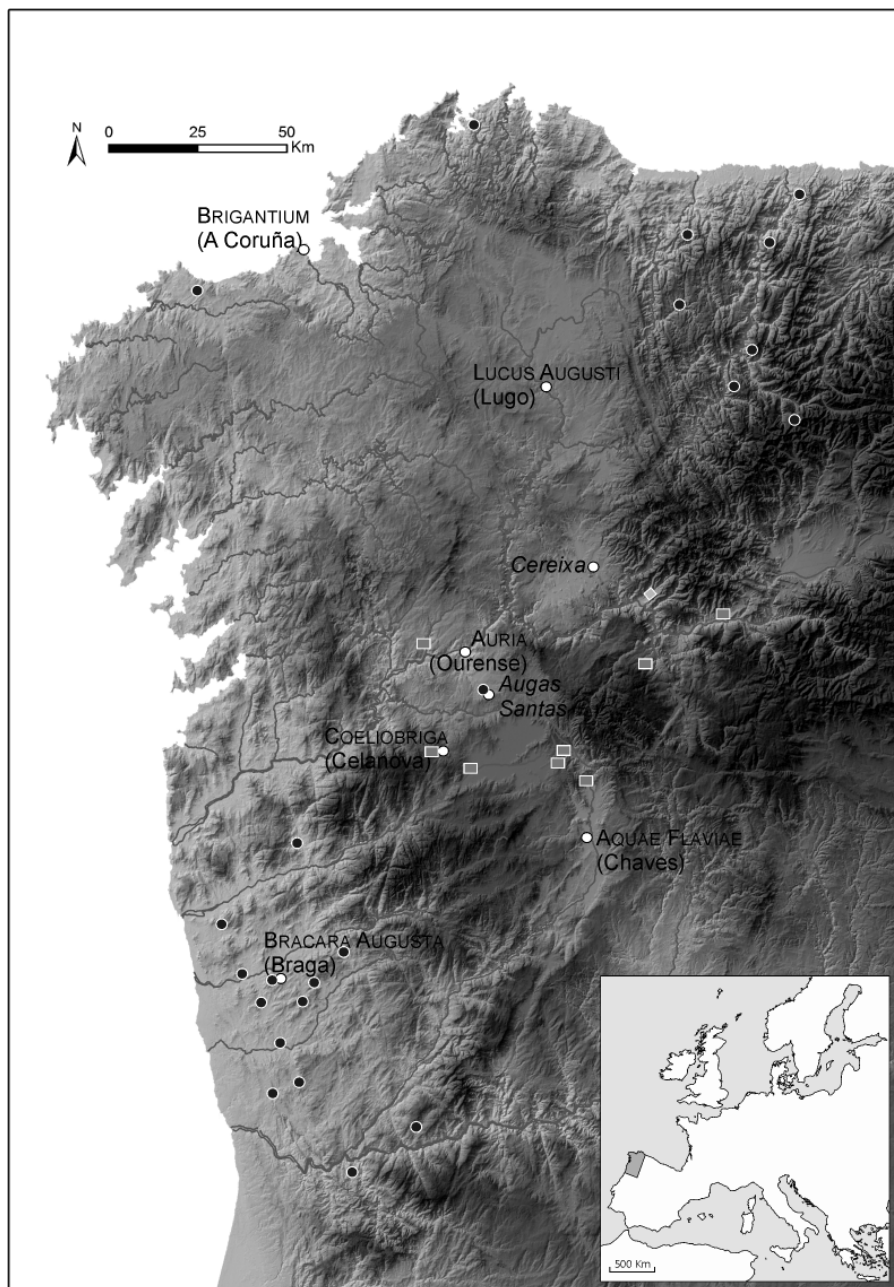 N
0 25 50
Km
BRIGANTIUM
(A Coruña)
LUCUS AUGUSTI
(Lugo)
Cereixa
AURIA
(Ourense)
Augas
Santas
COELIOBRIGA
(Celanova)
AQUAE FLAVIAE
(Chaves)
BRACARA AUGUSTA
(Braga)
500 Km